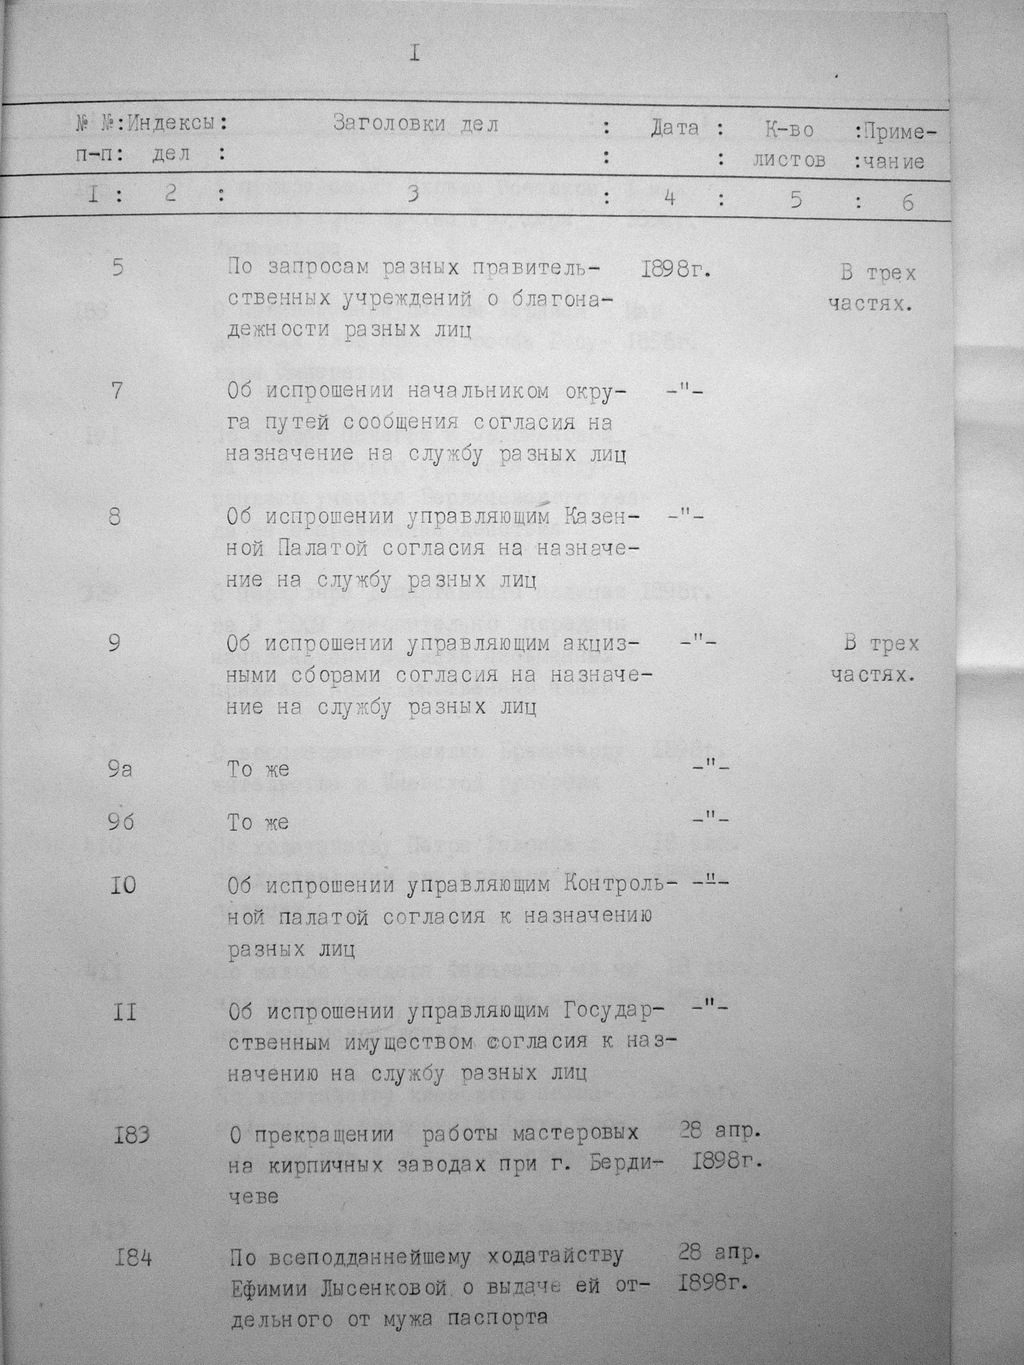 I
№ №:Индексы: Заголовки дел : Дата : К-во :Приме-
п-п: дел : : : листов :чание
I : 2 : 3 : 4 : 5 : 6
5 По запросам разных правитель- 1898г. В трех
ственных учреждений о благона- частях.
дежности разных лиц
7 Об испрошении начальником окру- -"-
га путей сообщения согласия на
назначение на службу разных лиц
8 Об испрошении управляющим Казен- -"-
ной Палатой согласия на назначе-
ние на службу разных лиц
9 Об испрошении управляющим акциз- -"- В трех
ными сборами согласия на назначе- частях.
ние на службу разных лиц
9а То же -"-
9б То же -"-
IO Об испрошении управляющим Контроль- -"-
ной палатой согласия к назначению
разных лиц
II Об испрошении управляющим Государ- -"-
ственным имуществом согласия к наз-
начению на службу разных лиц
I83 О прекращении работы мастеровых 28 апр.
на кирпичных заводах при г. Берди- I898г.
чеве
I84 По всеподданнейшему ходатайству 28 апр.
Ефимии Лысенковой о выдаче ей от- I898г.
дельного от мужа паспорта